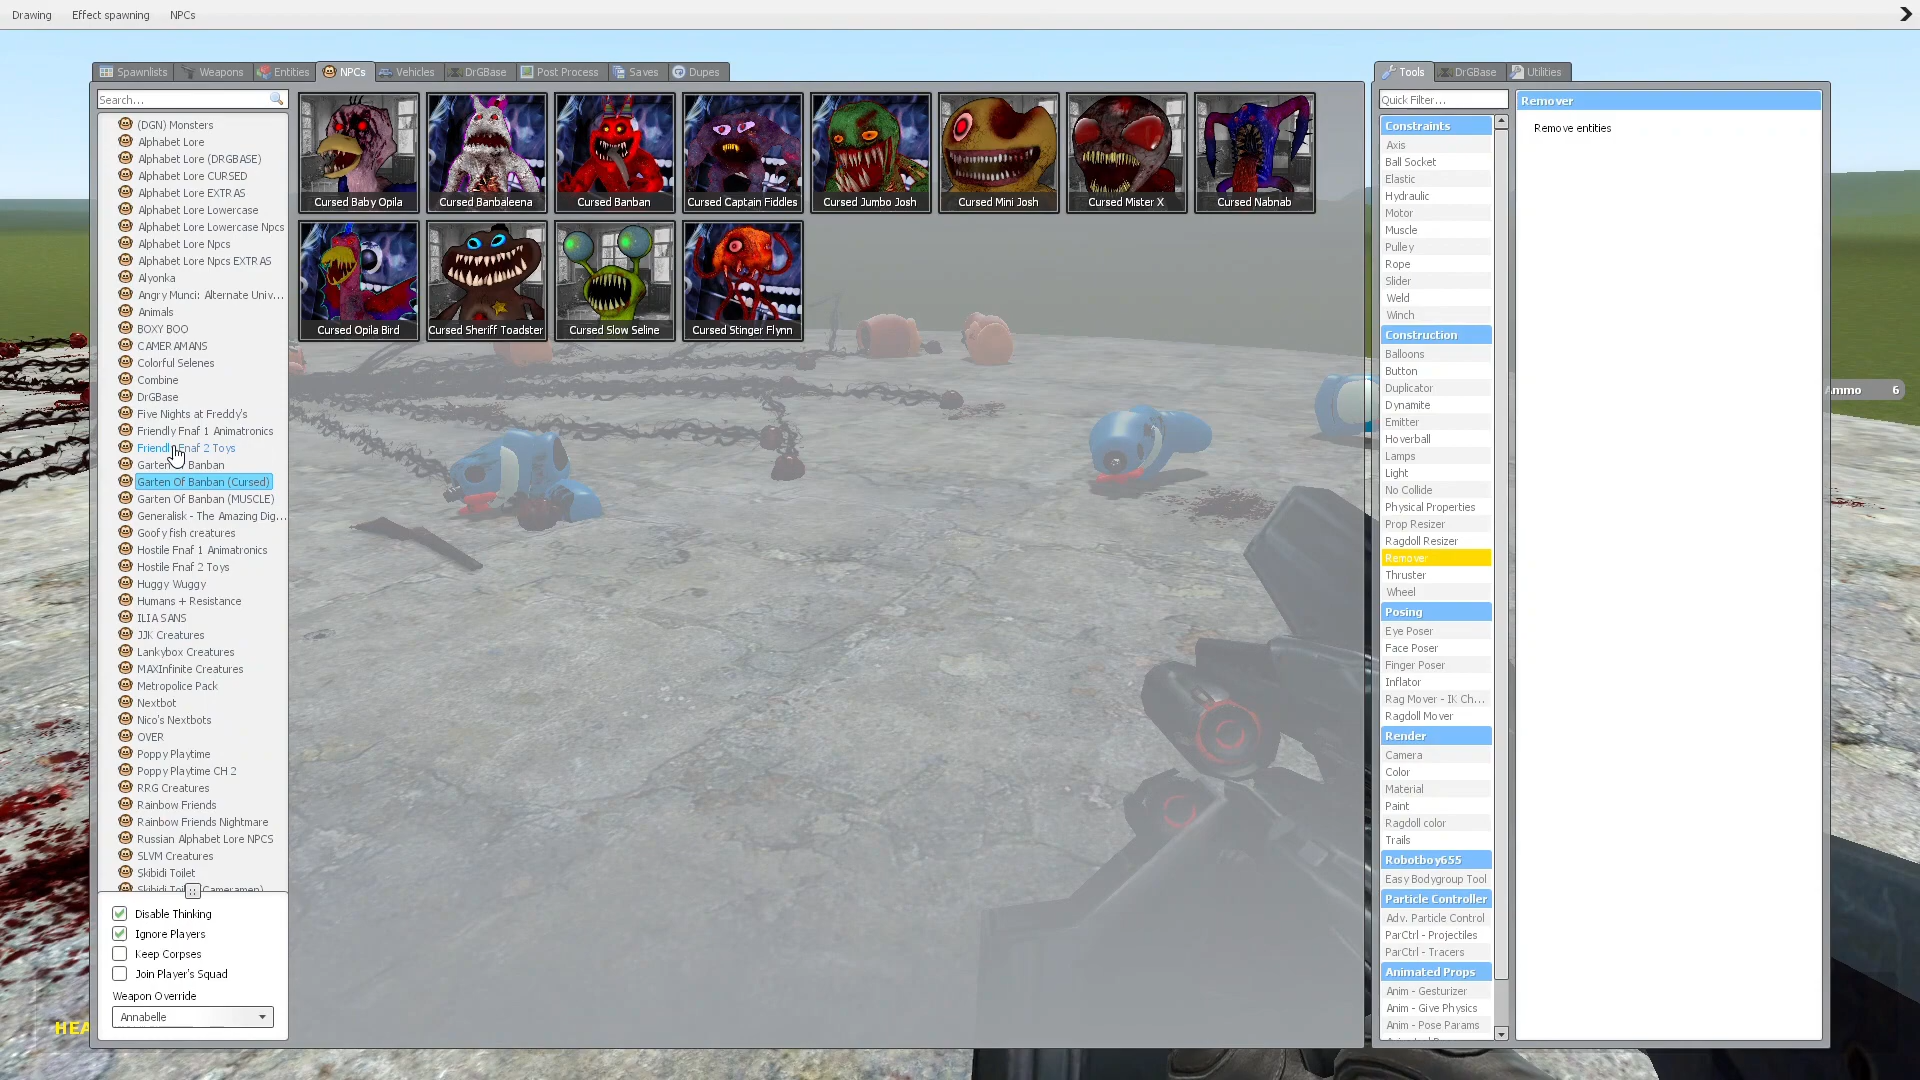 Drawing Effect spawning NPCs
Spawnlists Weapons Entities NPCs Vehicles DrGBase Post Process Saves Dupes
Tools DrGBase Utilities
Search...
(DGN) Monsters
Alphabet Lore
Alphabet Lore (DRGBASE)
Alphabet Lore CURSED
Alphabet Lore EXTRAS
Alphabet Lore Lowercase
Alphabet Lore Lowercase Npcs
Alphabet Lore Npcs
Alphabet Lore Npcs EXTRAS
Alyonka
Angry Munci: Alternate Univ...
Animals
BOXY BOO
CAMERAMANS
Colorful Selenes
Combine
DrGBase
Five Nights at Freddy's
Friendly Fnaf 1 Animatronics
Friendly Fnaf 2 Toys
Garten Banban
Garten Of Banban (Cursed)
Garten Of Banban (MUSCLE)
Generalisk - The Amazing Dig...
Goofy fish creatures
Hostile Fnaf 1 Animatronics
Hostile Fnaf 2 Toys
Huggy Wuggy
Humans + Resistance
ILIA SANS
JJK Creatures
Lankybox Creatures
MAXInfinite Creatures
Metropolice Pack
Nextbot
Nico's Nextbots
OVER
Poppy Playtime
Poppy Playtime CH 2
RRG Creatures
Rainbow Friends
Rainbow Friends Nightmare
Russian Alphabet Lore NPCS
SLVM Creatures
Skibidi Toilet
Disable Thinking
Ignore Players
Keep Corpses
Join Player's Squad
Weapon Override
Annabelle
HEA
Cursed Baby Opila
Cursed Banbaleena
Cursed Banban
Cursed Captain Fiddles
Cursed Jumbo Josh
Cursed Mini Josh
Cursed Mister X
Cursed Nabnab
Cursed Opila Bird
Cursed Sheriff Toadster
Cursed Slow Seline
Cursed Stinger Flynn
Quick Filter...
Constraints
Axis
Ball Socket
Elastic
Hydraulic
Motor
Muscle
Pulley
Rope
Slider
Weld
Winch
Construction
Balloons
Button
Duplicator
Dynamite
Emitter
Hoverball
Lamps
Light
No Collide
Physical Properties
Prop Resizer
Ragdoll Resizer
Remover
Thruster
Wheel
Posing
Eye Poser
Face Poser
Finger Poser
Inflator
Rag Mover - IK Ch...
Ragdoll Mover
Render
Camera
Color
Material
Paint
Ragdoll color
Trails
Robotboy655
Easy Bodygroup Tool
Particle Controller
Adv. Particle Control
ParCtrl - Projectiles
ParCtrl - Tracers
Animated Props
Anim - Gesturizer
Anim - Give Physics
Anim - Pose Params
Remover
Remove entities
Ammo 6